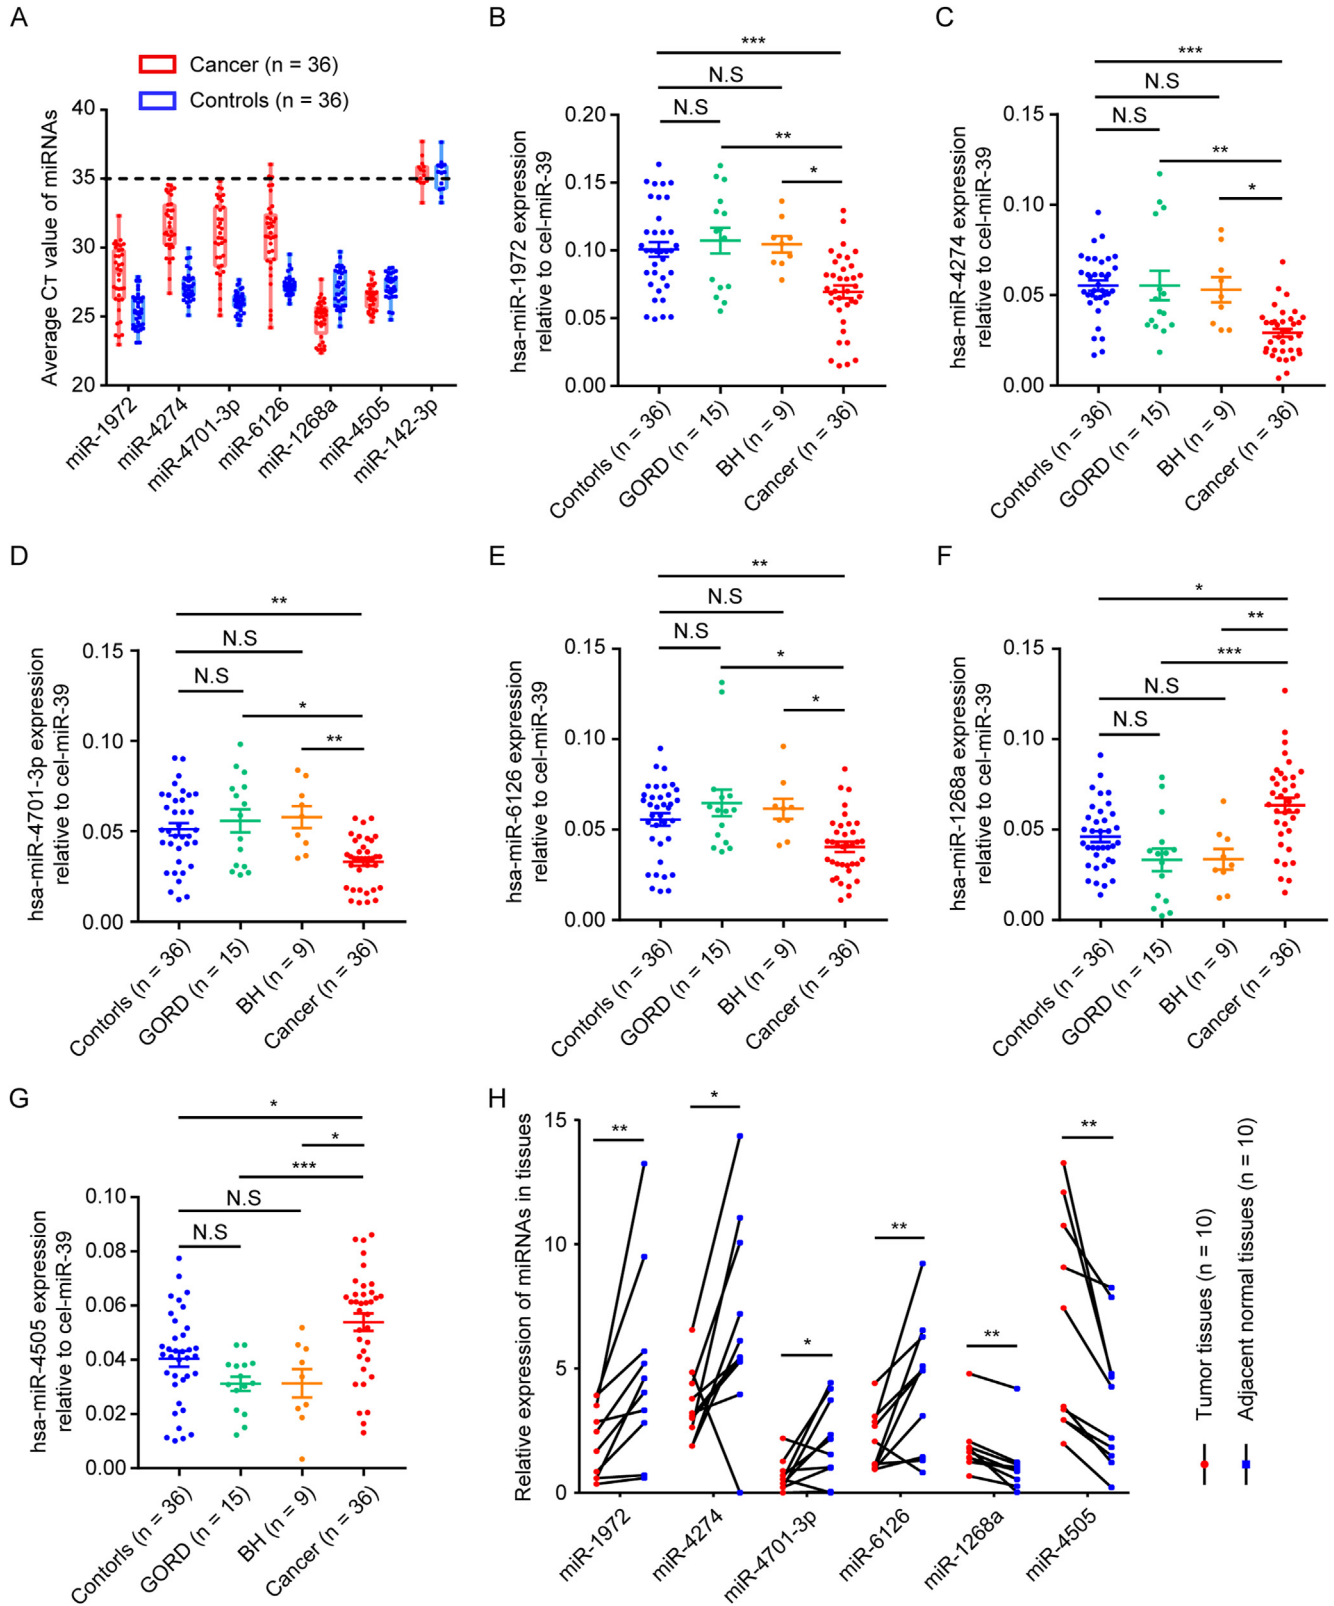 A
Cancer (n = 36)
Controls (n = 36)
Average CT value of miRNAs
40
35
30
25
20
miR-1972
miR-4274
miR-4701-3p
miR-6126
miR-1268a
miR-4505
miR-142-3p
B
***
N.S
N.S
**
*
hsa-miR-1972 expression
relative to cel-miR-39
0.20
0.15
0.10
0.05
0.00
Contorls (n = 36)
GORD (n = 15)
BH (n = 9)
Cancer (n = 36)
C
***
N.S
N.S
**
*
hsa-miR-4274 expression
relative to cel-miR-39
0.15
0.10
0.05
0.00
Contorls (n = 36)
GORD (n = 15)
BH (n = 9)
Cancer (n = 36)
D
**
N.S
N.S
*
**
hsa-miR-4701-3p expression
relative to cel-miR-39
0.15
0.10
0.05
0.00
Contorls (n = 36)
GORD (n = 15)
BH (n = 9)
Cancer (n = 36)
E
**
N.S
N.S
*
*
hsa-miR-6126 expression
relative to cel-miR-39
0.15
0.10
0.05
0.00
Contorls (n = 36)
GORD (n = 15)
BH (n = 9)
Cancer (n = 36)
F
*
**
***
N.S
N.S
hsa-miR-1268a expression
relative to cel-miR-39
0.15
0.10
0.05
0.00
Contorls (n = 36)
GORD (n = 15)
BH (n = 9)
Cancer (n = 36)
G
*
*
***
N.S
N.S
hsa-miR-4505 expression
relative to cel-miR-39
0.10
0.08
0.06
0.04
0.02
0.00
Contorls (n = 36)
GORD (n = 15)
BH (n = 9)
Cancer (n = 36)
H
Relative expression of miRNAs in tissues
15
10
5
0
**
*
*
**
**
**
miR-1972
miR-4274
miR-4701-3p
miR-6126
miR-1268a
miR-4505
Tumor tissues (n = 10)
Adjacent normal tissues (n = 10)